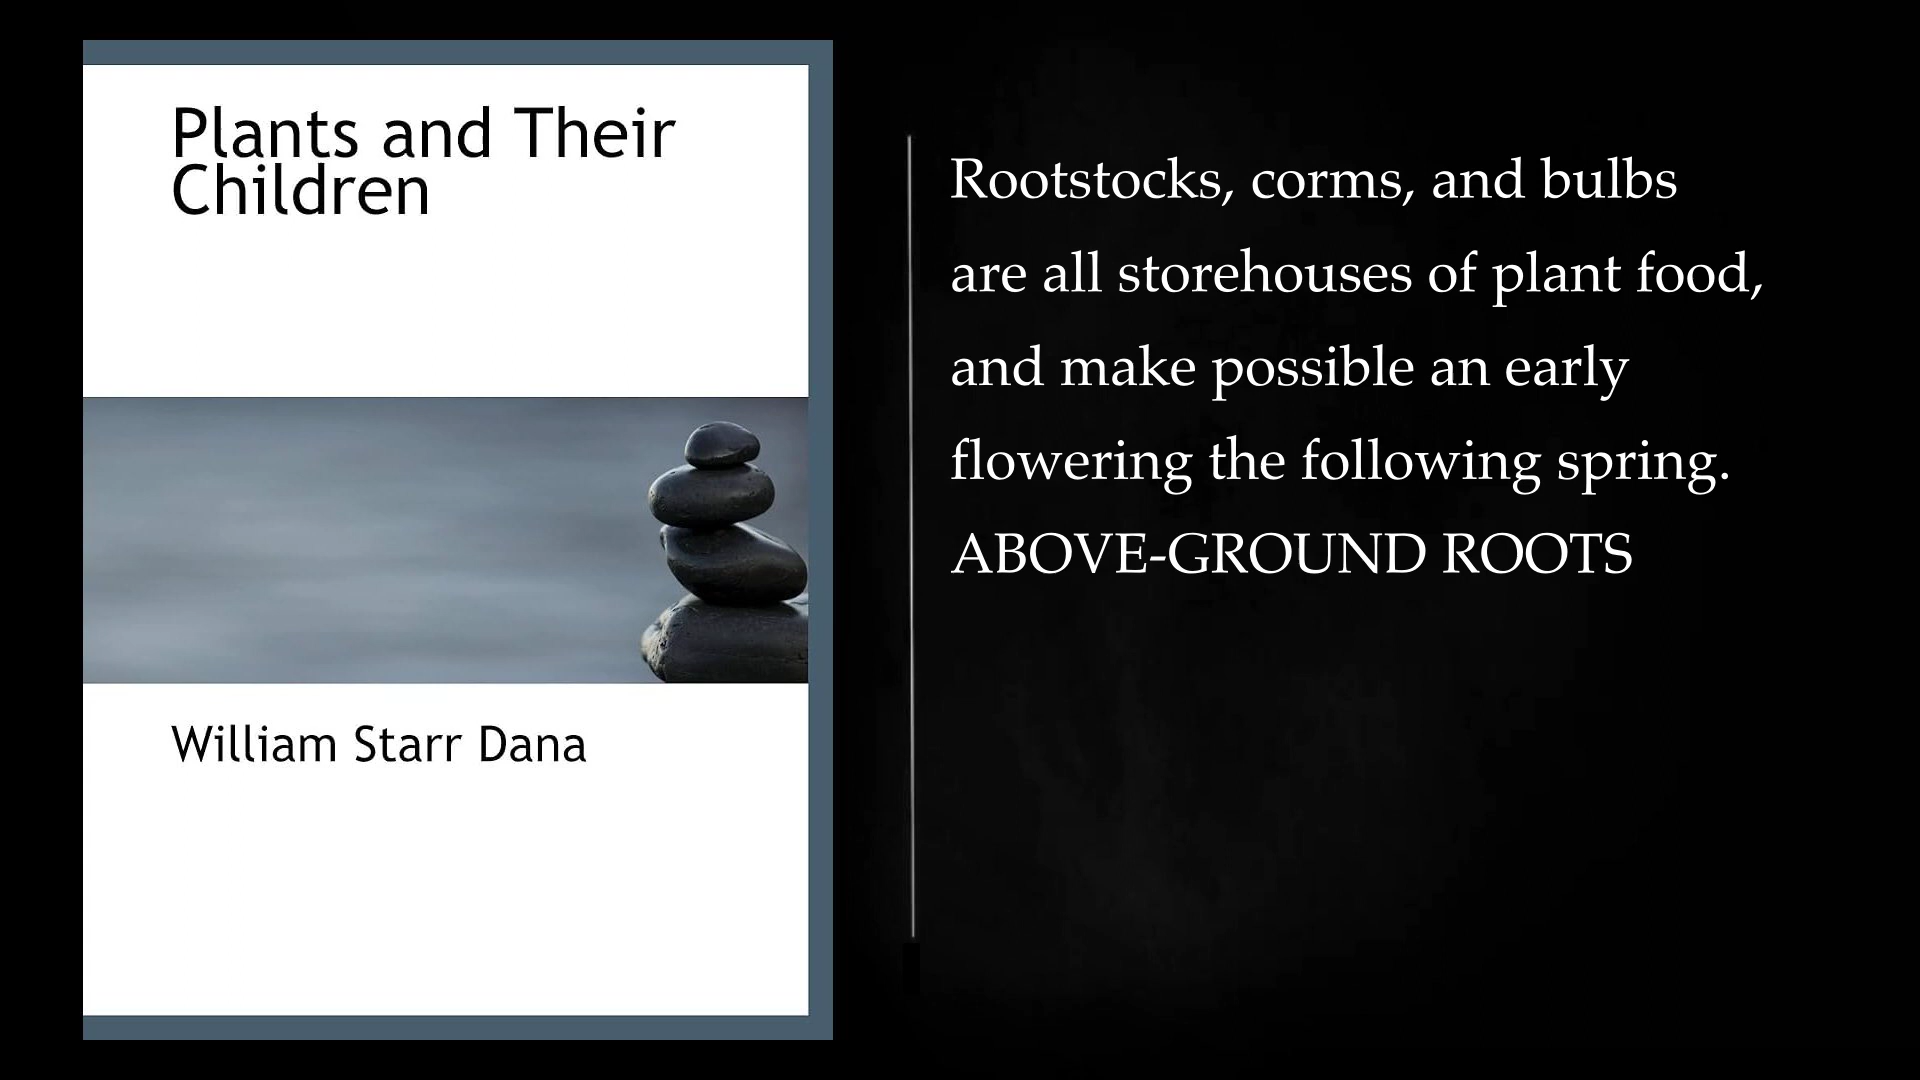 Plants and Their
Children
William Starr Dana
Rootstocks, corms, and bulbs
are all storehouses of plant food,
and make possible an early
flowering the following spring.
ABOVE-GROUND ROOTS